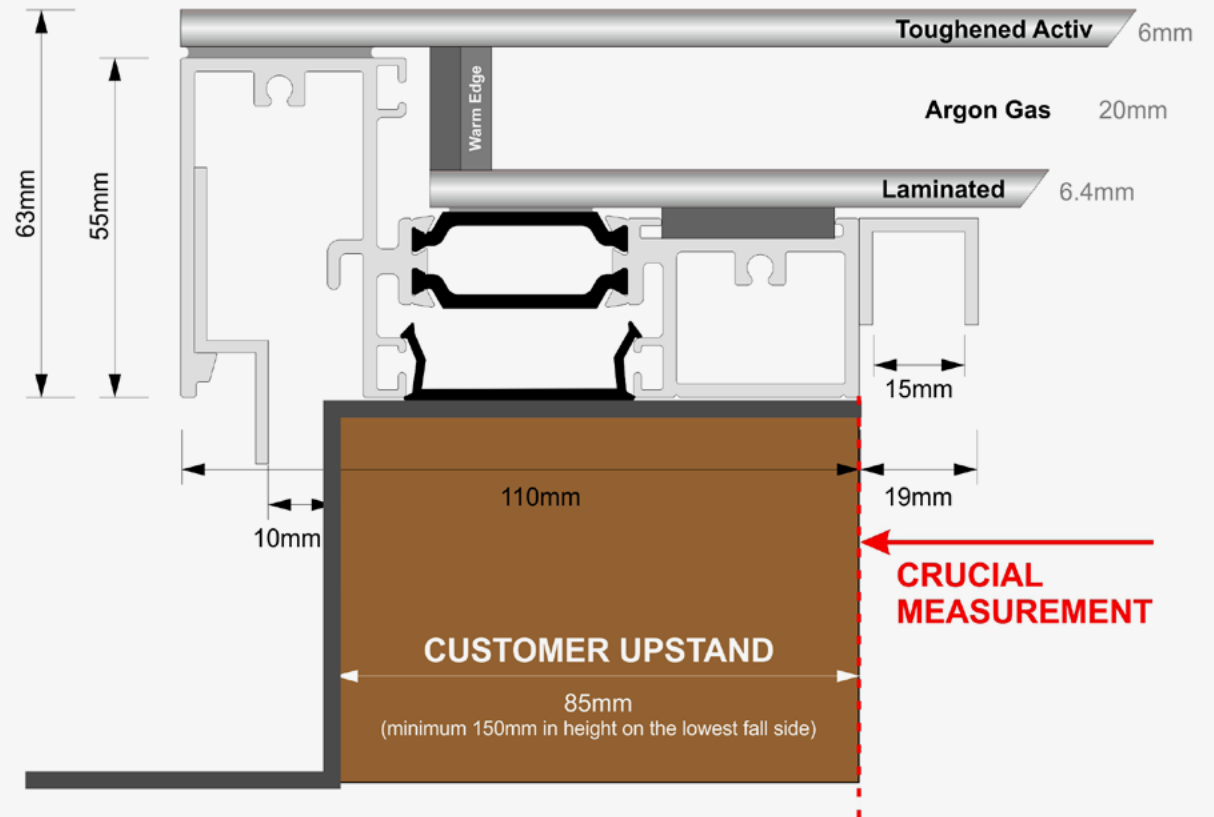 Toughened Activ 6mm
Warm Edge
Argon Gas 20mm
63mm
55mm
Laminated 6.4mm
15mm
110mm
19mm
10mm
CRUCIAL
MEASUREMENT
CUSTOMER UPSTAND
85mm
(minimum 150mm in height on the lowest fall side)